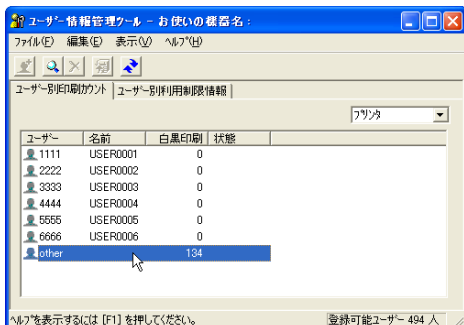 ユーザー情報管理ツール - お使いの機器名:
ファイル(F) 編集(E) 表示(V) ヘルプ(H)
ユーザー別印刷カウント ユーザー別利用制限情報
プリンタ
ユーザー 名前 白黒印刷 状態
1111 USER0001 0
2222 USER0002 0
3333 USER0003 0
4444 USER0004 0
5555 USER0005 0
6666 USER0006 0
other 134
ヘルプを表示するには [F1] を押してください。 登録可能ユーザー 494 人